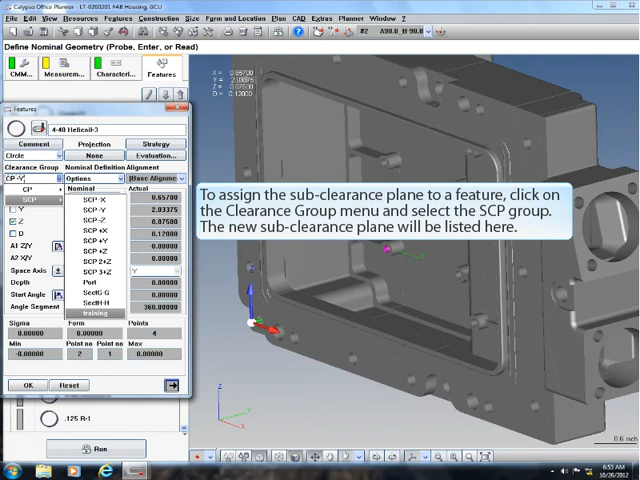 Calypso Office Planner - LT-0200201 FAB Housing, GCU
File Edit View Resources Features Construction Size Form and Location Plan CAD Extras Planner Window ?
#2 A90.0 B-90.0
Define Nominal Geometry (Probe, Enter, or Read)
CMM... Measurem... Characteri... Features
X = 0.65700
Y = 2.03375
Z = 0.87500
D = 0.12000
Features
4-40 Helicoil-3
Comment Projection Strategy
Circle None Evaluation...
Clearance Group Nominal Definition Alignment
CP -Y Options [Base Alignme
CP Nominal Actual
SCP SCP -X 0.65700
Y SCP -Y 2.03375
Z SCP -Z 0.87500
D SCP +X 0.12000
A1 Z/Y SCP +Y 0.00000
A2 X/Y SCP +Z 0.00000
Space Axis SCP 2+Z Y
SCP 3+Z
Depth Port 0.00000
Start Angle SectG-G 0.00000
SectH-H
Angle Segment training 360.00000
To assign the sub-clearance plane to a feature, click on
the Clearance Group menu and select the SCP group.
The new sub-clearance plane will be listed here.
Sigma Form Points
0.00000 0.00000 4
Min Point no Point no Max
-0.00000 2 1 0.00000
OK Reset
.125 R-1
Run
Z
Y
X
0.6 inch
6:53 AM
10/26/2012